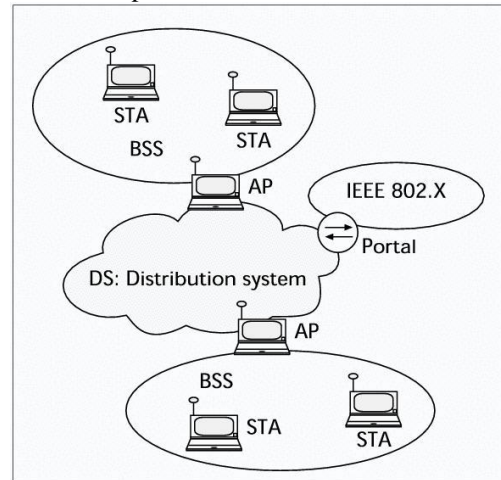 STA
STA
BSS
AP
IEEE 802.X
Portal
DS: Distribution system
AP
BSS
STA
STA